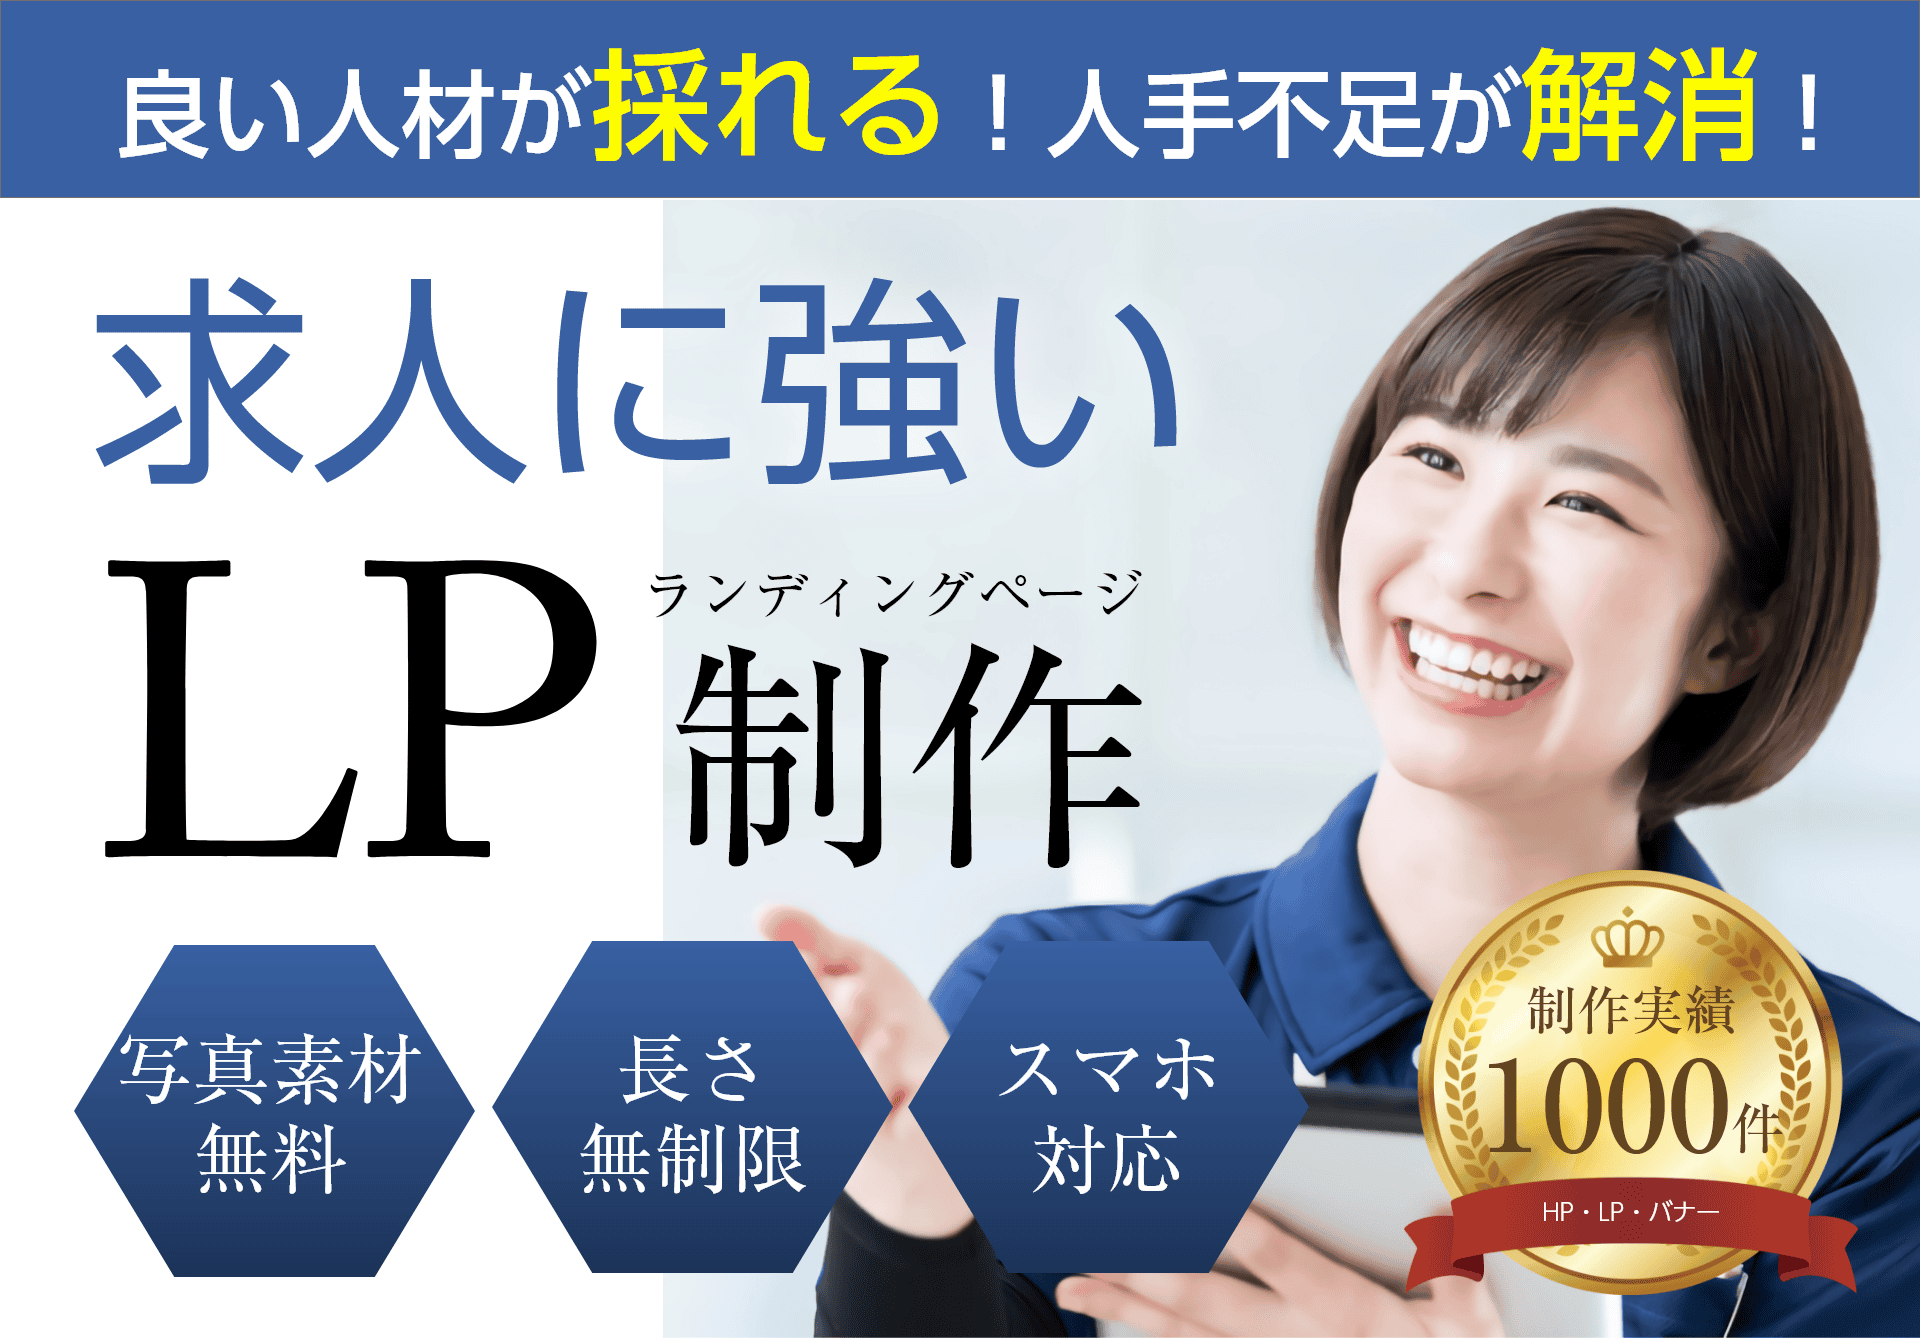 良い人材が採れる！人手不足が解消！
求人に強い
ランディングページ
LP制作
写真素材
無料
長さ
無制限
スマホ
対応
制作実績
1000件
HP・LP・バナー